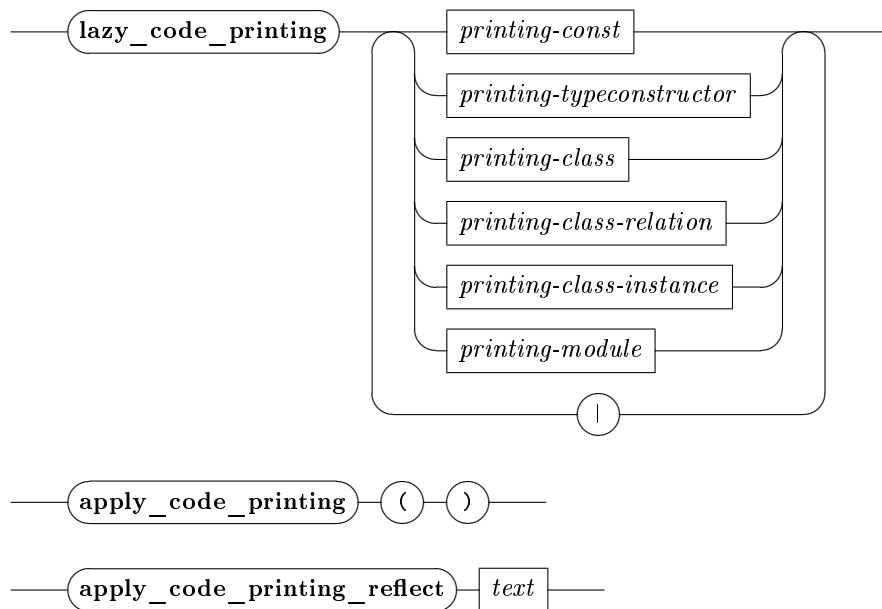 lazy_code_printing printing-const
printing-typeconstructor
printing-class
printing-class-relation
printing-class-instance
printing-module
|
apply_code_printing ( )
apply_code_printing_reflect text